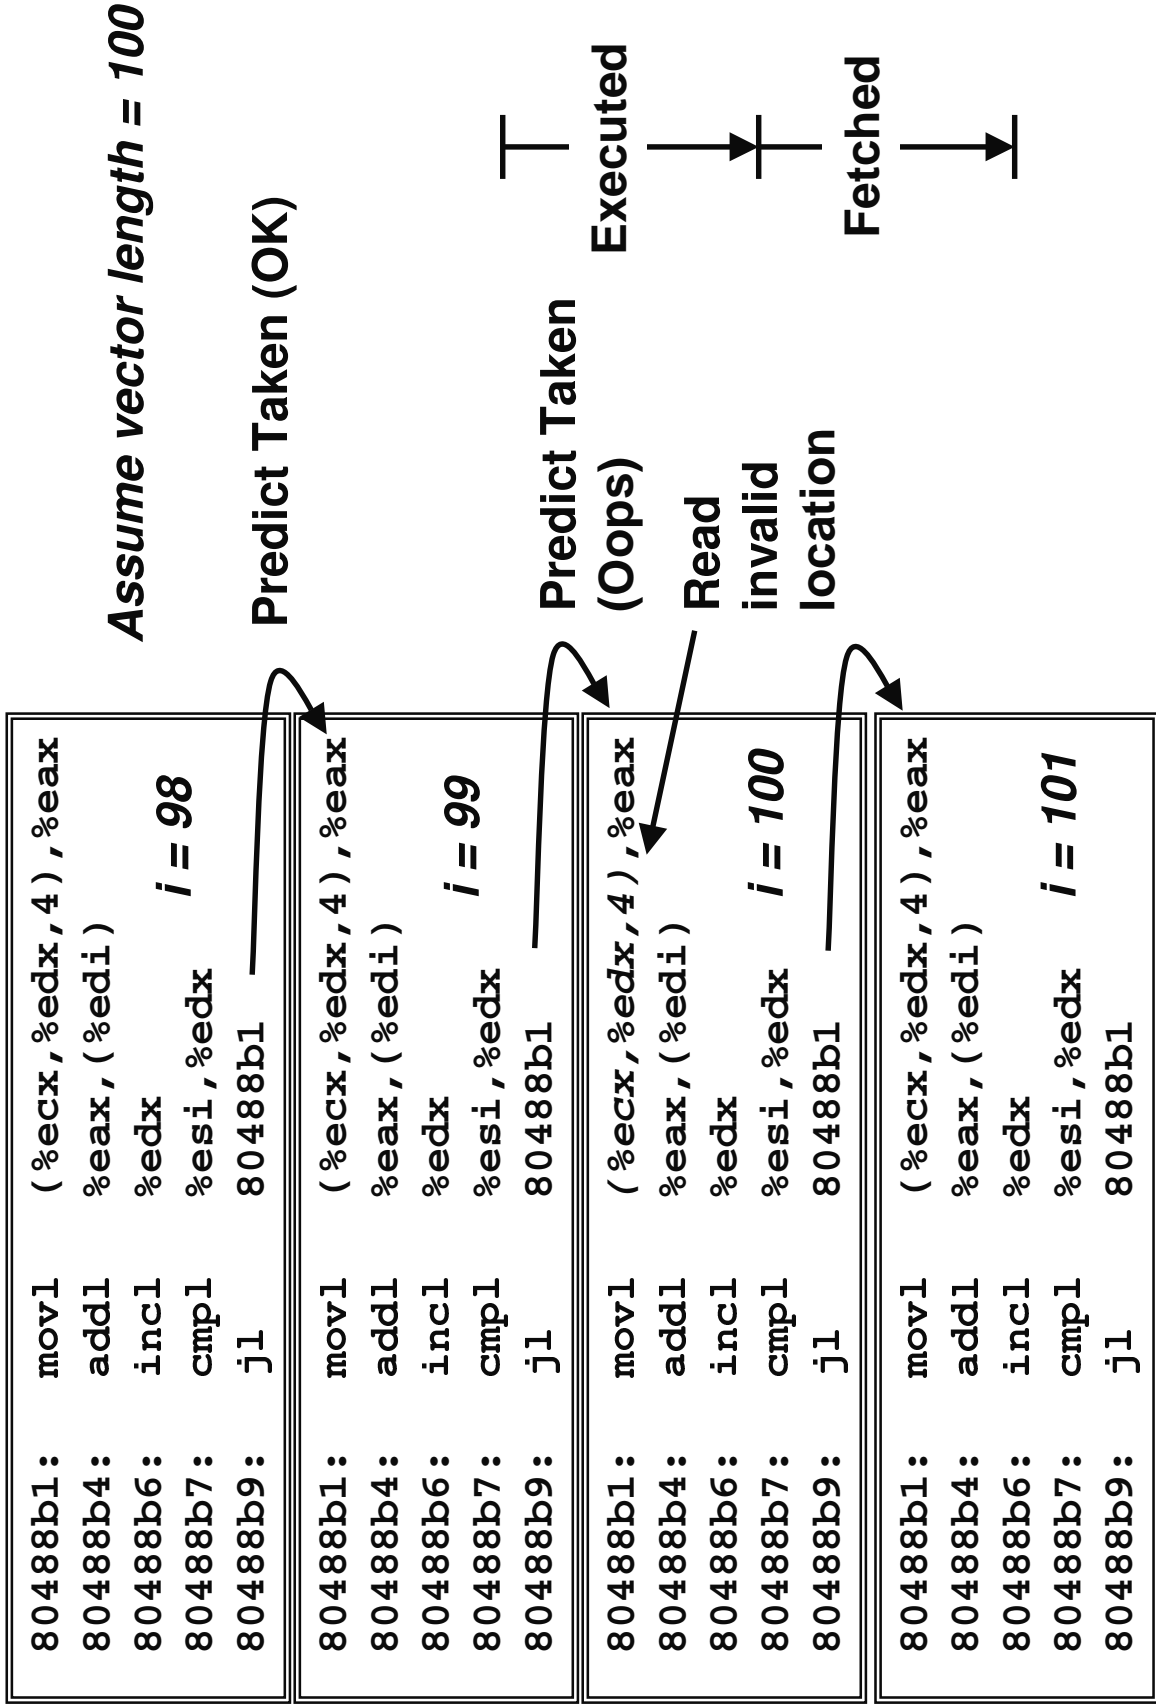 Assume vector length = 100
80488b1: movl (%ecx,%edx,4),%eax
80488b4: addl %eax,(%edi)
80488b6: incl %edx
80488b7: cmpl %esi,%edx
80488b9: jl 80488b1
i = 98
Predict Taken (OK)
80488b1: movl (%ecx,%edx,4),%eax
80488b4: addl %eax,(%edi)
80488b6: incl %edx
80488b7: cmpl %esi,%edx
80488b9: jl 80488b1
i = 99
Predict Taken
(Oops)
80488b1: movl (%ecx,%edx,4),%eax
80488b4: addl %eax,(%edi)
80488b6: incl %edx
80488b7: cmpl %esi,%edx
80488b9: jl 80488b1
i = 100
Read
invalid
location
Executed
80488b1: movl (%ecx,%edx,4),%eax
80488b4: addl %eax,(%edi)
80488b6: incl %edx
80488b7: cmpl %esi,%edx
80488b9: jl 80488b1
i = 101
Fetched